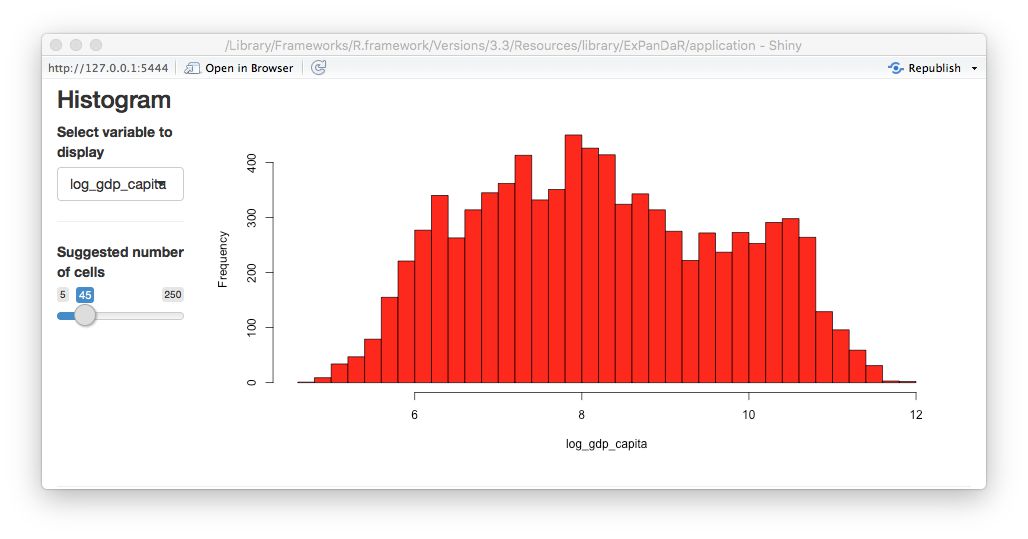 /Library/Frameworks/R.framework/Versions/3.3/Resources/library/ExPanDaR/application - Shiny
http://127.0.0.1:5444
Open in Browser
Republish
Histogram
Select variable to
display
log_gdp_capita
Suggested number
of cells
5
45
250
Frequency
400
300
200
100
0
6
8
10
12
log_gdp_capita